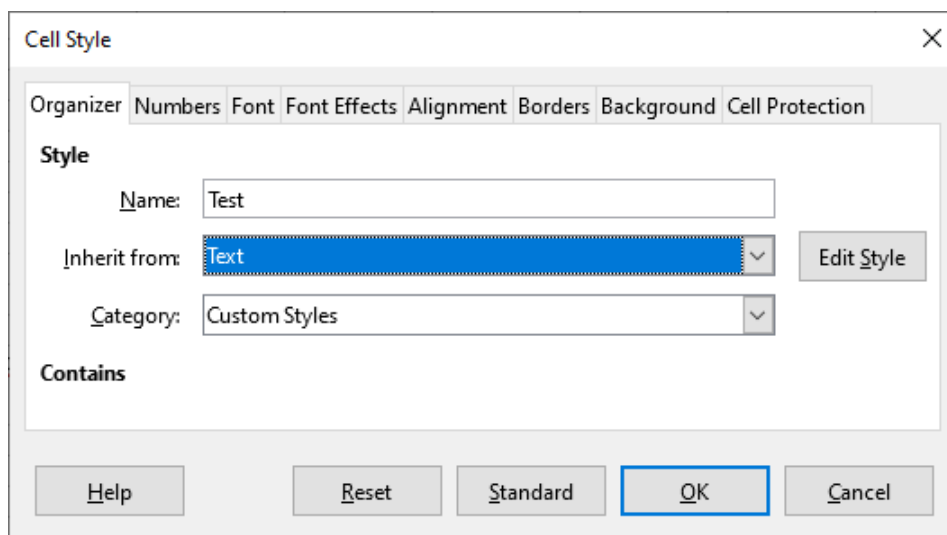 Cell Style
Organizer Numbers Font Font Effects Alignment Borders Background Cell Protection
Style
Name: Test
Inherit from: Text Edit Style
Category: Custom Styles
Contains
Help Reset Standard OK Cancel